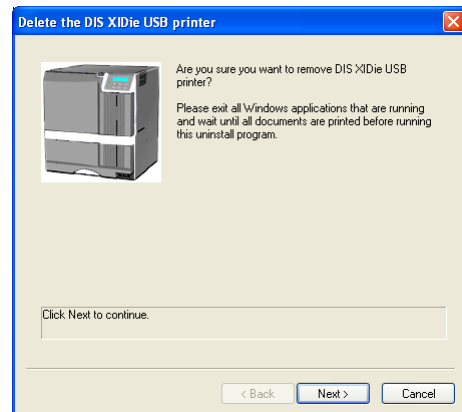 Delete the DIS XIDie USB printer
Are you sure you want to remove DIS XIDie USB
printer?
Please exit all Windows applications that are running
and wait until all documents are printed before running
this uninstall program.
Click Next to continue.
< Back
Next >
Cancel